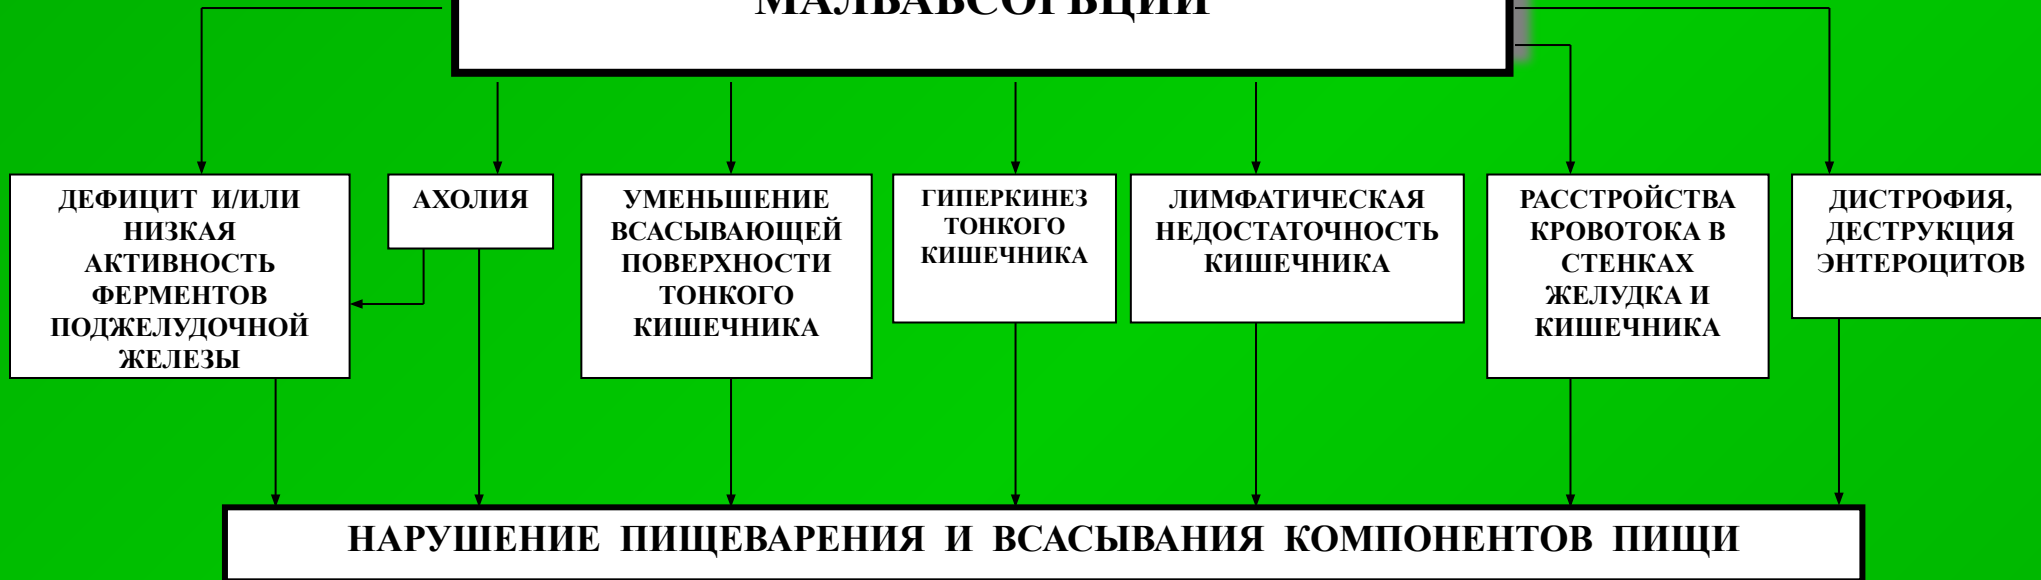 МАЛЬАБСОРБЦИИ
ДЕФИЦИТ И/ИЛИ
НИЗКАЯ
АКТИВНОСТЬ
ФЕРМЕНТОВ
ПОДЖЕЛУДОЧНОЙ
ЖЕЛЕЗЫ
АХОЛИЯ
УМЕНЬШЕНИЕ
ВСАСЫВАЮЩЕЙ
ПОВЕРХНОСТИ
ТОНКОГО
КИШЕЧНИКА
ГИПЕРКИНЕЗ
ТОНКОГО
КИШЕЧНИКА
ЛИМФАТИЧЕСКАЯ
НЕДОСТАТОЧНОСТЬ
КИШЕЧНИКА
РАССТРОЙСТВА
КРОВОТОКА В
СТЕНКАХ
ЖЕЛУДКА И
КИШЕЧНИКА
ДИСТРОФИЯ,
ДЕСТРУКЦИЯ
ЭНТЕРОЦИТОВ
НАРУШЕНИЕ ПИЩЕВАРЕНИЯ И ВСАСЫВАНИЯ КОМПОНЕНТОВ ПИЩИ